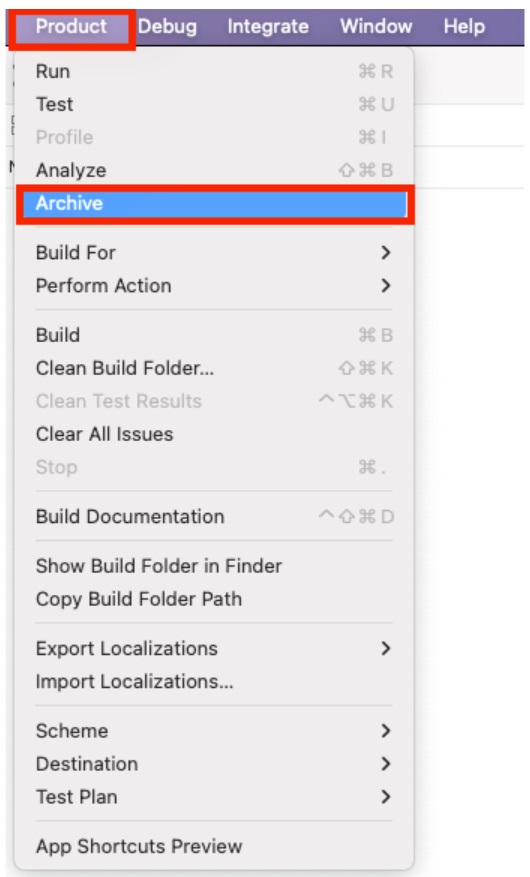 Product Debug Integrate Window Help
Run ⌘ R
Test ⌘ U
Profile ⌘ I
Analyze ⇧ ⌘ B
Archive
Build For >
Perform Action >
Build ⌘ B
Clean Build Folder... ⇧ ⌘ K
Clean Test Results ^ ⌥ ⌘ K
Clear All Issues
Stop ⌘ .
Build Documentation ^ ⇧ ⌘ D
Show Build Folder in Finder
Copy Build Folder Path
Export Localizations >
Import Localizations...
Scheme >
Destination >
Test Plan >
App Shortcuts Preview